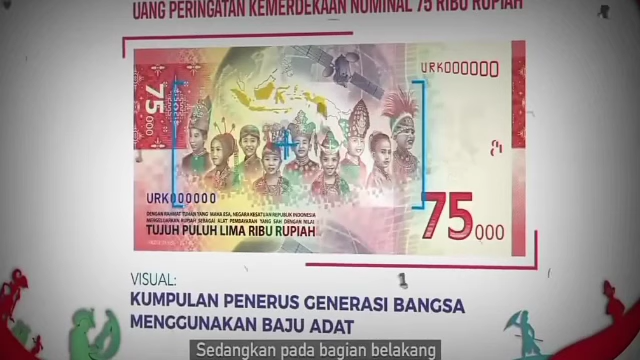 UANG PERINGATAN KEMERDEKAAN NOMINAL 75 RIBU RUPIAH
URK000000
75 000
URK000000
DENGAN RAHMAT TUHAN YANG MAHA ESA, NEGARA KESATUAN REPUBLIK INDONESIA
MENGELUARKAN RUPIAH SEBAGAI ALAT PEMBAYARAN YANG SAH DENGAN NILAI
TUJUH PULUH LIMA RIBU RUPIAH
75 000
1
VISUAL:
KUMPULAN PENERUS GENERASI BANGSA
MENGGUNAKAN BAJU ADAT
Sedangkan pada bagian belakang